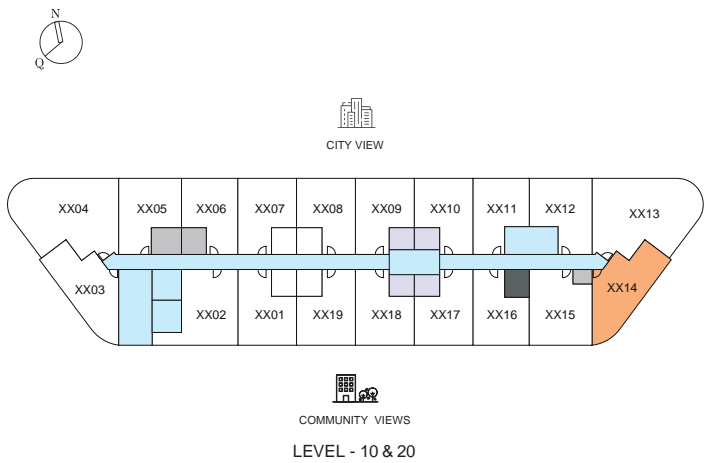 N
Q
CITY VIEW
XX04 XX05 XX06 XX07 XX08 XX09 XX10 XX11 XX12 XX13
XX03 XX14
XX02 XX01 XX19 XX18 XX17 XX16 XX15
COMMUNITY VIEWS
LEVEL - 10 & 20